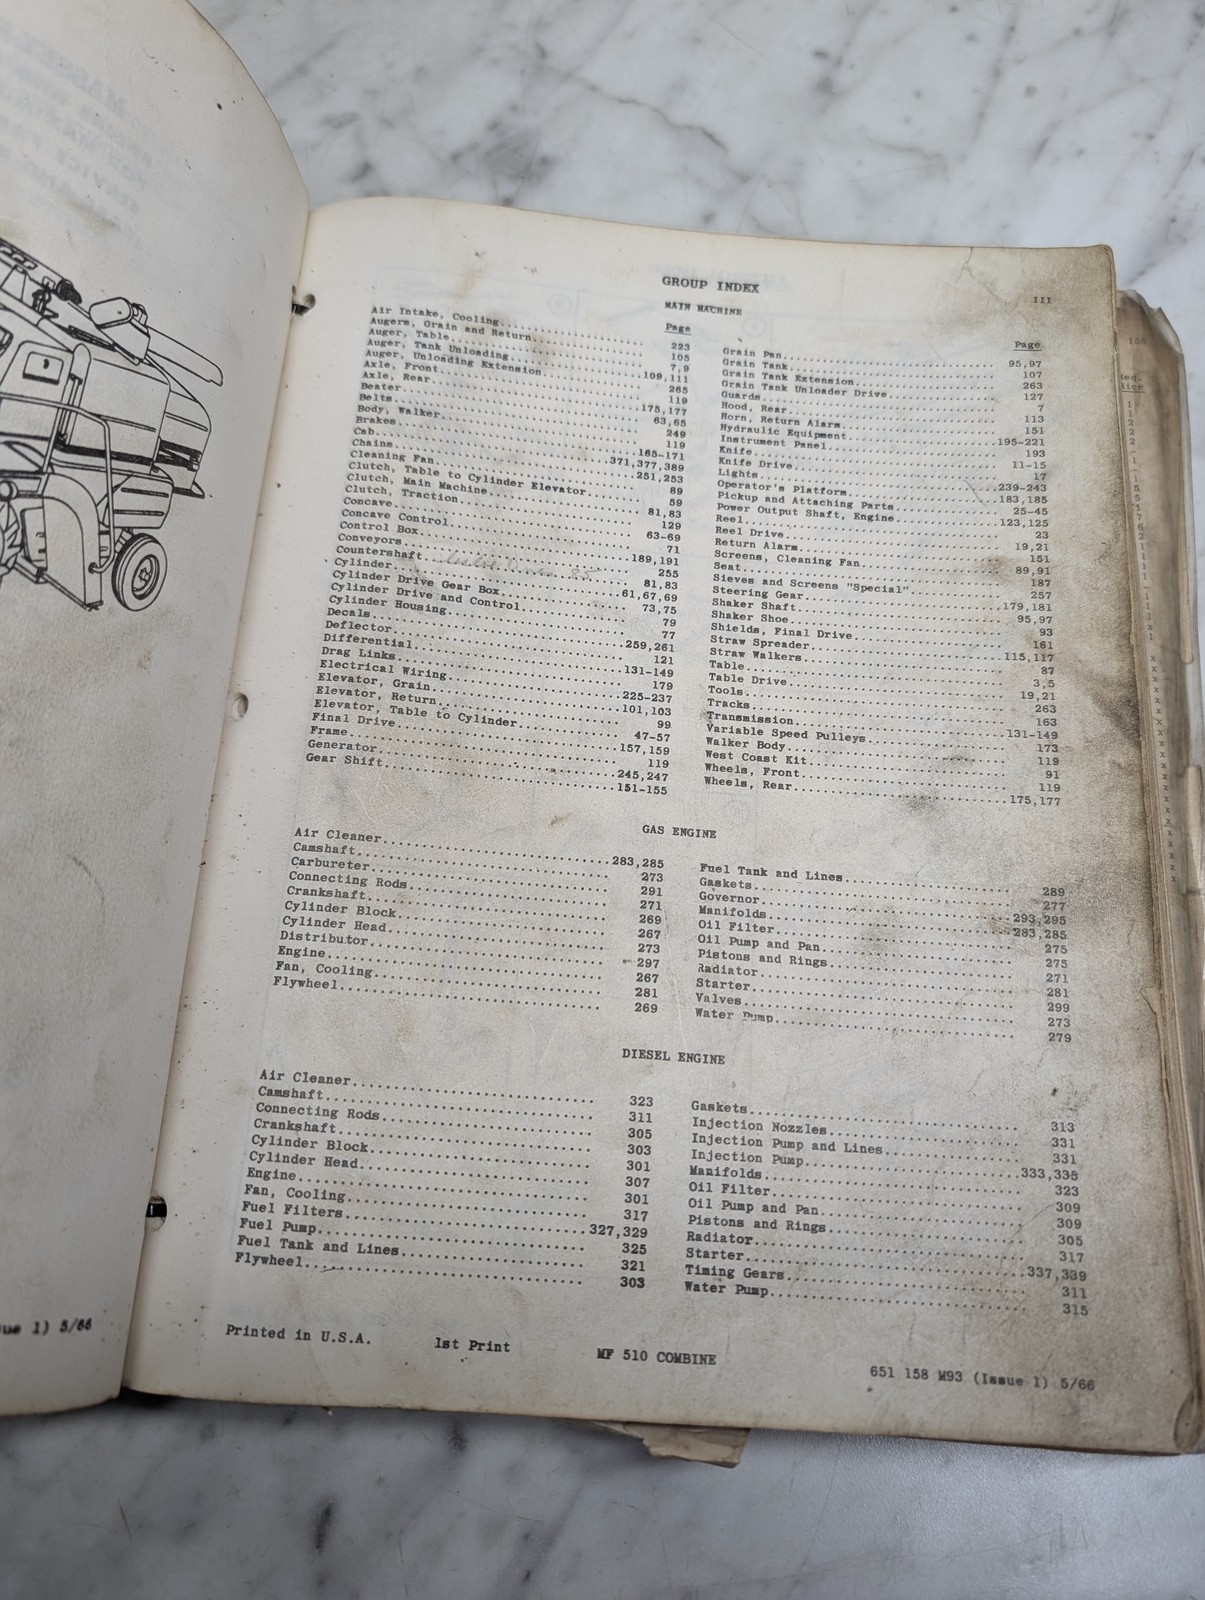 GROUP INDEX
III
MAIN MACHINE
Page
Air Intake, Cooling 223
Augers, Grain and Return 105
Auger, Table 7,9
Auger, Tank Unloading 109,111
Auger, Unloading Extension 265
Axle, Front 119
Axle, Rear 175,177
Beater 63,65
Belts 249
Body, Walker 119
Brakes 165-171
Cab 371,377,389
Chains 251,253
Cleaning Fan 89
Clutch, Table to Cylinder Elevator 59
Clutch, Main Machine 81,83
Clutch, Traction 129
Concave 63-69
Concave Control 71
Control Box 189,191
Conveyors 255
Countershaft 81,83
Cylinder 61,67,69
Cylinder Drive Gear Box 73,75
Cylinder Drive and Control 79
Cylinder Housing 77
Decals 259,261
Deflector 121
Differential 131-149
Drag Links 179
Electrical Wiring 225-237
Elevator, Grain 101,103
Elevator, Return 99
Elevator, Table to Cylinder 47-57
Final Drive 157,159
Frame 119
Generator 245,247
Gear Shift 151-155
Page
Grain Pan 95,97
Grain Tank 107
Grain Tank Extension 263
Grain Tank Unloader Drive 127
Guards 7
Hood, Rear 113
Horn, Return Alarm 151
Hydraulic Equipment 195-221
Instrument Panel 193
Knife 11-15
Knife Drive 17
Lights 239-243
Operator's Platform 183,185
Pickup and Attaching Parts 25-45
Power Output Shaft, Engine 123,125
Reel 23
Reel Drive 19,21
Return Alarm 151
Screens, Cleaning Fan 89,91
Seat 187
Sieves and Screens "Special" 257
Steering Gear 179,181
Shaker Shaft 95,97
Shaker Shoe 93
Shields, Final Drive 161
Straw Spreader 115,117
Straw Walkers 87
Table 3,5
Table Drive 19,21
Tools 263
Tracks 163
Transmission 131-149
Variable Speed Pulleys 173
Walker Body 119
West Coast Kit 91
Wheels, Front 119
Wheels, Rear 175,177
GAS ENGINE
Air Cleaner 283,285
Camshaft 273
Carbureter 291
Connecting Rods 271
Crankshaft 269
Cylinder Block 267
Cylinder Head 273
Distributor 297
Engine 267
Fan, Cooling 281
Flywheel 269
Fuel Tank and Lines 289
Gaskets 277
Governor 293,295
Manifolds 283,285
Oil Filter 275
Oil Pump and Pan 275
Pistons and Rings 271
Radiator 281
Starter 299
Valves 273
Water Pump 279
DIESEL ENGINE
Air Cleaner 323
Camshaft 311
Connecting Rods 305
Crankshaft 303
Cylinder Block 301
Cylinder Head 307
Engine 301
Fan, Cooling 317
Fuel Filters 327,329
Fuel Pump 325
Fuel Tank and Lines 321
Flywheel 303
Gaskets 313
Injection Nozzles 331
Injection Pump and Lines 331
Injection Pump 333,335
Manifolds 323
Oil Filter 309
Oil Pump and Pan 309
Pistons and Rings 305
Radiator 317
Starter 337,339
Timing Gears 311
Water Pump 315
Printed in U.S.A.
1st Print
MF 510 COMBINE
651 158 M93 (Issue 1) 5/66
1) 5/66